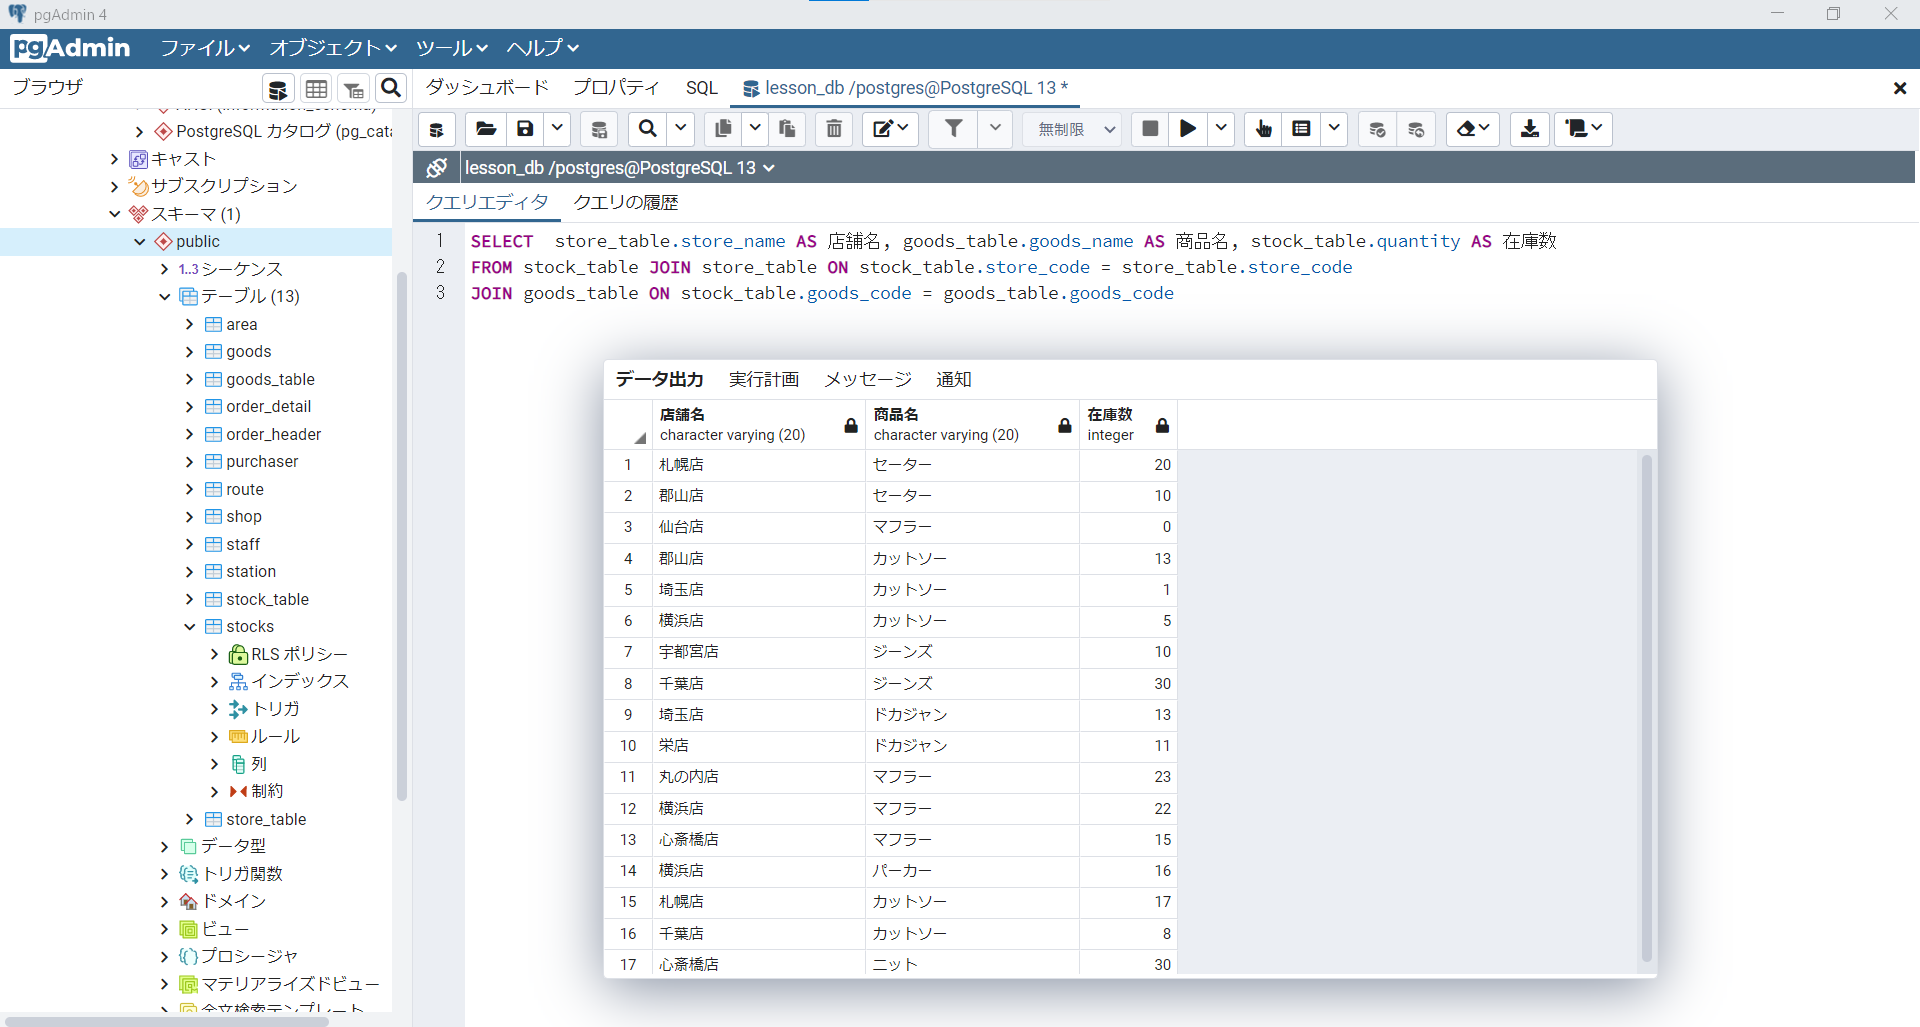 pgAdmin 4
pgAdmin ファイル オブジェクト ツール ヘルプ
ブラウザ
ダッシュボード プロパティ SQL lesson_db /postgres@PostgreSQL 13 *
PostgreSQL カタログ (pg_cata
キャスト
サブスクリプション
スキーマ (1)
public
1..3 シーケンス
テーブル (13)
area
goods
goods_table
order_detail
order_header
purchaser
route
shop
staff
station
stock_table
stocks
RLS ポリシー
インデックス
トリガ
ルール
列
制約
store_table
データ型
トリガ関数
ドメイン
ビュー
プロシージャ
マテリアライズドビュー
全文検索テンプレート
無制限
lesson_db /postgres@PostgreSQL 13
クエリエディタ クエリの履歴
1 SELECT  store_table.store_name AS 店舗名, goods_table.goods_name AS 商品名, stock_table.quantity AS 在庫数
2 FROM stock_table JOIN store_table ON stock_table.store_code = store_table.store_code
3 JOIN goods_table ON stock_table.goods_code = goods_table.goods_code
データ出力 実行計画 メッセージ 通知
店舗名 商品名 在庫数
character varying (20) character varying (20) integer
1 札幌店 セーター 20
2 郡山店 セーター 10
3 仙台店 マフラー 0
4 郡山店 カットソー 13
5 埼玉店 カットソー 1
6 横浜店 カットソー 5
7 宇都宮店 ジーンズ 10
8 千葉店 ジーンズ 30
9 埼玉店 ドカジャン 13
10 栄店 ドカジャン 11
11 丸の内店 マフラー 23
12 横浜店 マフラー 22
13 心斎橋店 マフラー 15
14 横浜店 パーカー 16
15 札幌店 カットソー 17
16 千葉店 カットソー 8
17 心斎橋店 ニット 30